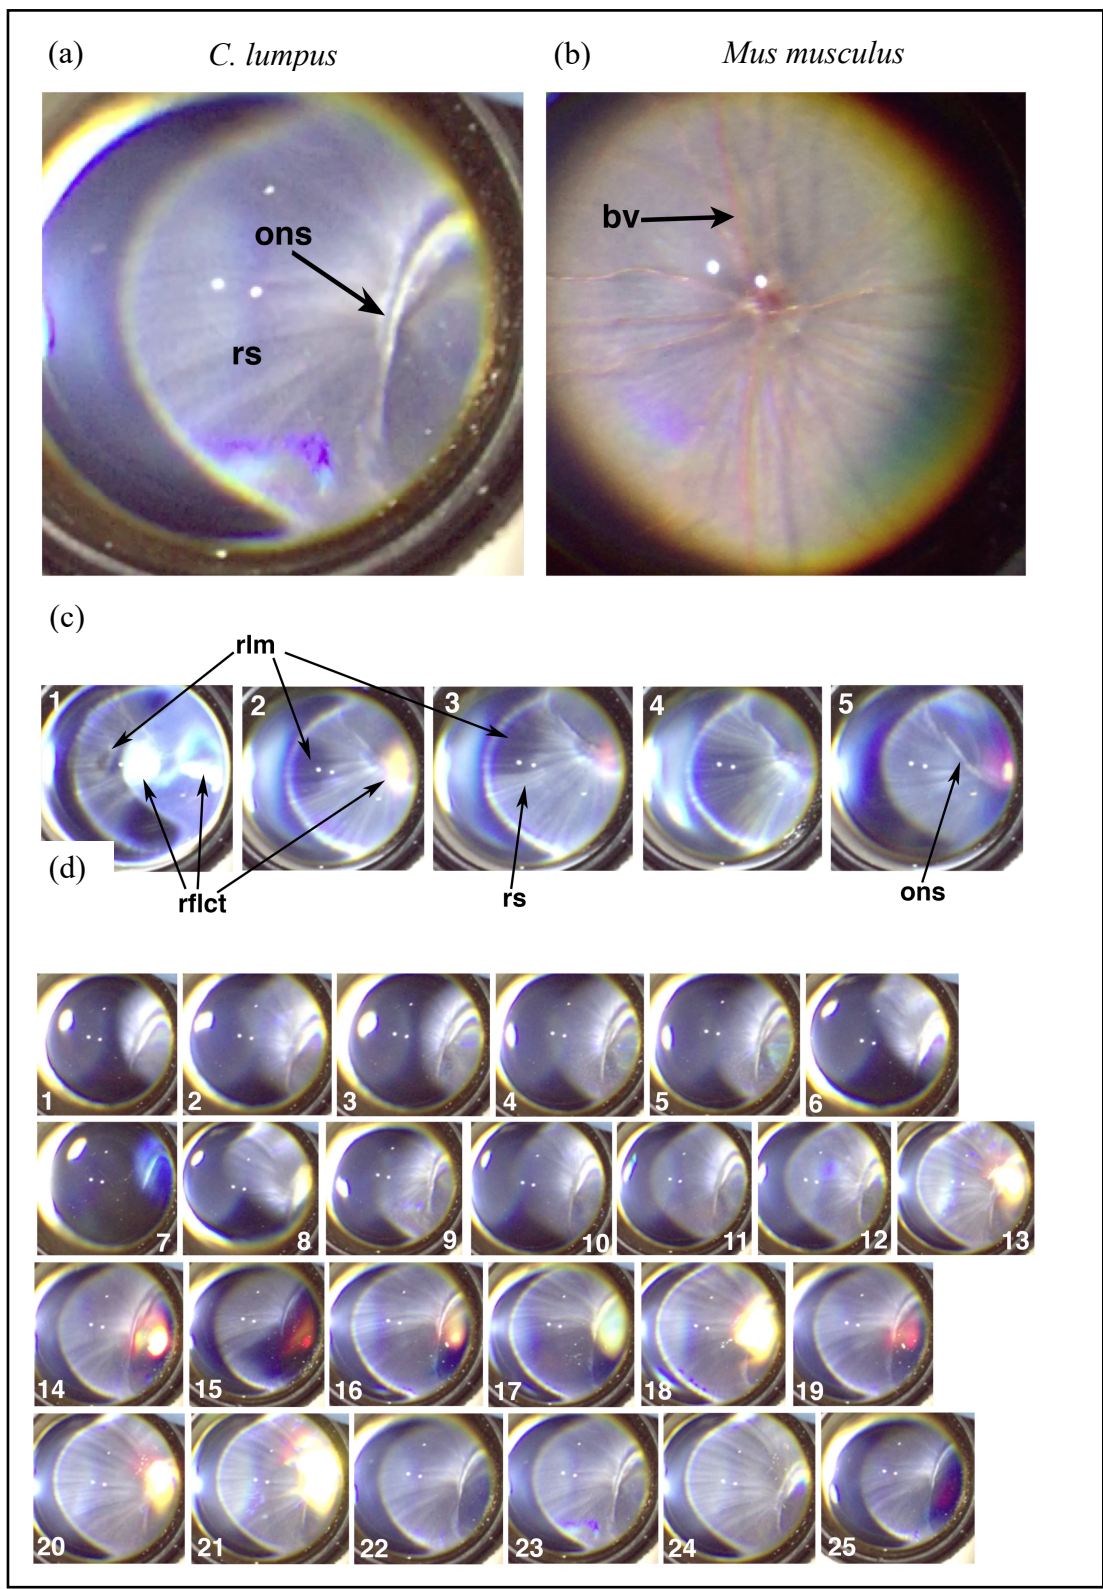 (a) C. lumpus (b) Mus musculus
ons
rs
bv
(c)
rlm
1 2 3 4 5
(d)
rflct rs ons
1 2 3 4 5 6
7 8 9 10 11 12 13
14 15 16 17 18 19
20 21 22 23 24 25